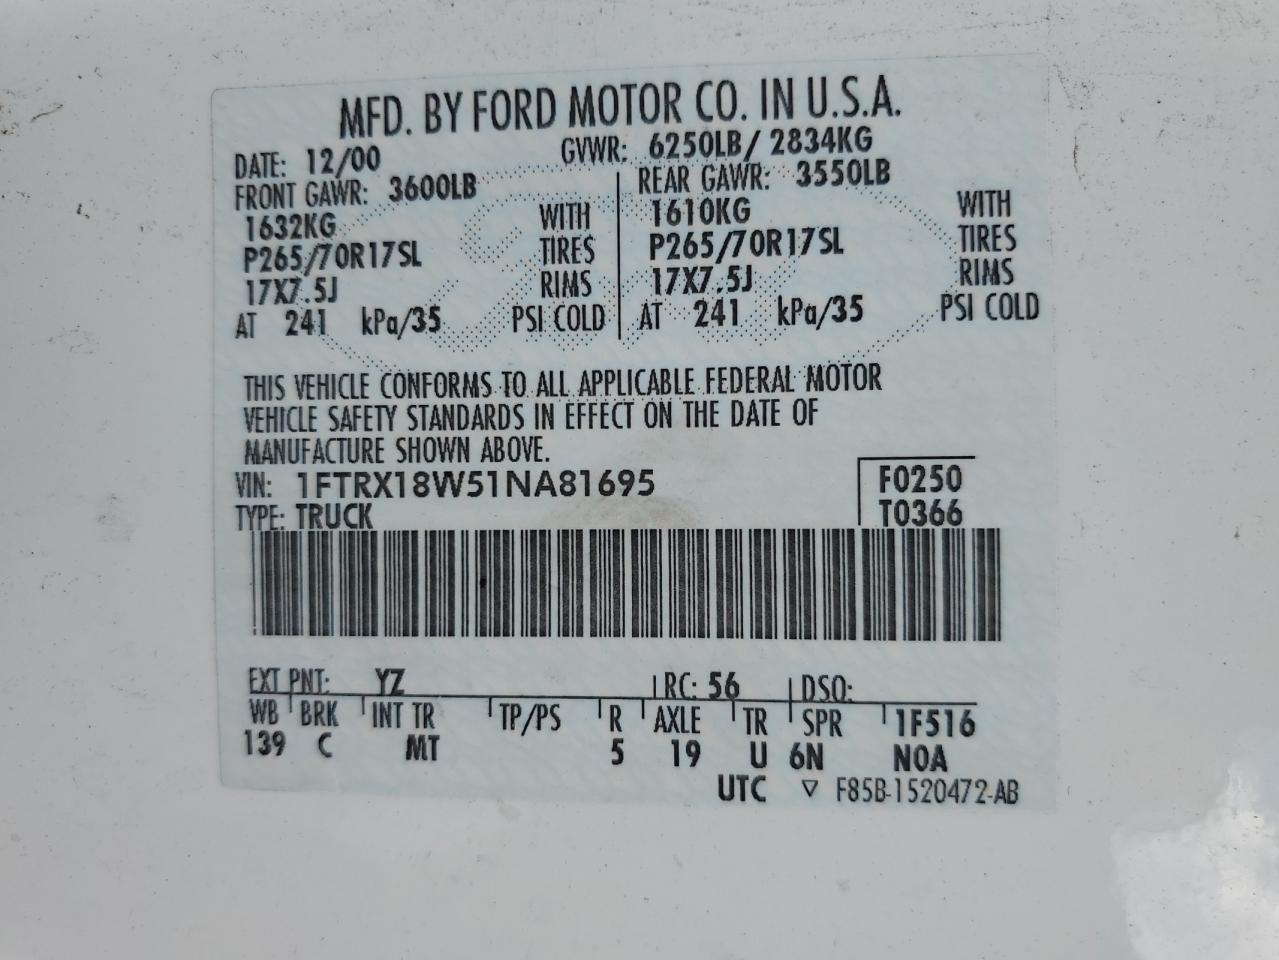 MFD. BY FORD MOTOR CO. IN U.S.A.
DATE: 12/00 GVWR: 6250LB/ 2834KG
FRONT GAWR: 3600LB REAR GAWR: 3550LB
1632KG WITH 1610KG WITH
P265/70R17SL TIRES P265/70R17SL TIRES
17X7.5J RIMS 17X7.5J RIMS
AT 241 kPa/35 PSI COLD AT 241 kPa/35 PSI COLD
THIS VEHICLE CONFORMS TO ALL APPLICABLE FEDERAL MOTOR
VEHICLE SAFETY STANDARDS IN EFFECT ON THE DATE OF
MANUFACTURE SHOWN ABOVE.
VIN: 1FTRX18W51NA81695 F0250
TYPE: TRUCK T0366
EXT PNT: YZ RC: 56 DSO:
WB BRK INT TR TP/PS R AXLE TR SPR 1F516
139 C MT 5 19 U 6N N0A
UTC ▽ F85B-1520472-AB